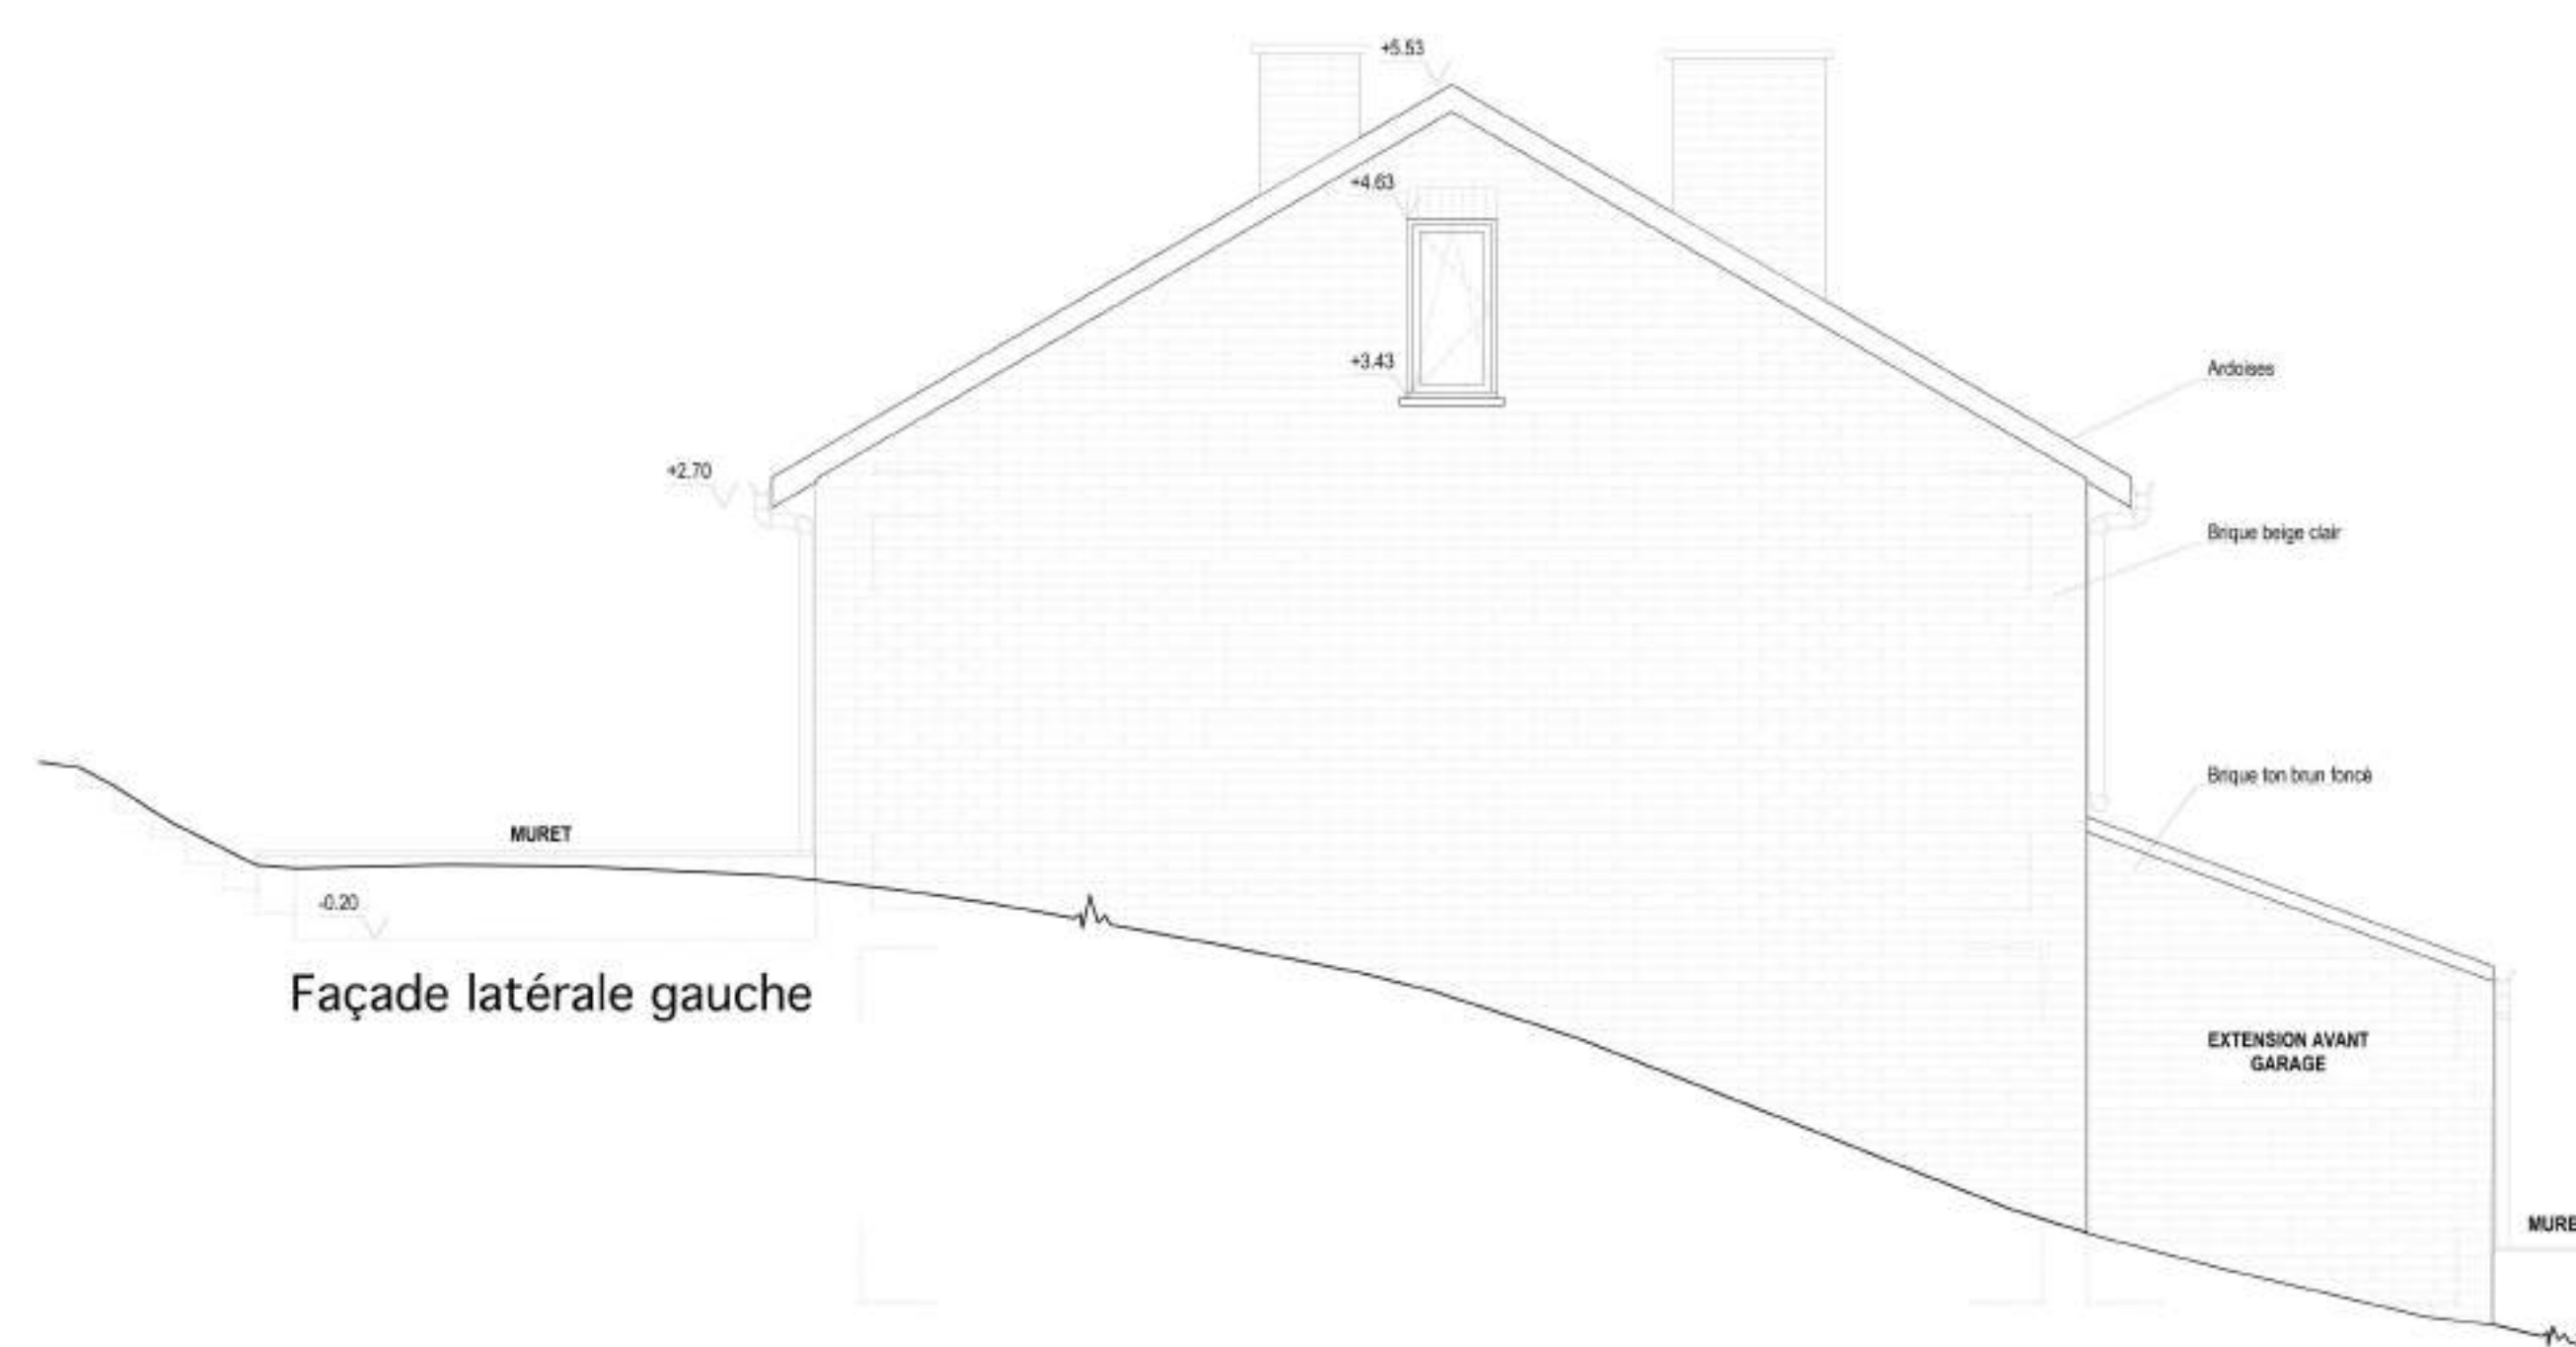 +5.53
+4.63
+3.43
Ardoises
+2.70
Brique beige clair
Brique ton brun foncé
MURET
-0.20
Façade latérale gauche
EXTENSION AVANT
GARAGE
MURE